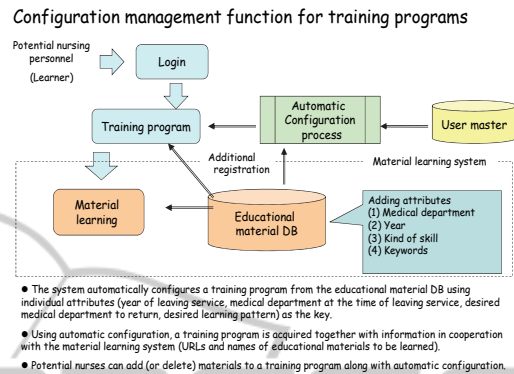 Configuration management function for training programs
Potential nursing
personnel
(Learner)
Login
Training program
Automatic
Configuration
process
User master
Additional
registration
Material learning system
Material
learning
Educational
material DB
Adding attributes
(1) Medical department
(2) Year
(3) Kind of skill
(4) Keywords
● The system automatically configures a training program from the educational material DB using
individual attributes (year of leaving service, medical department at the time of leaving service, desired
medical department to return, desired learning pattern) as the key.
● Using automatic configuration, a training program is acquired together with information in cooperation
with the material learning system (URLs and names of educational materials to be learned).
● Potential nurses can add (or delete) materials to a training program along with automatic configuration.